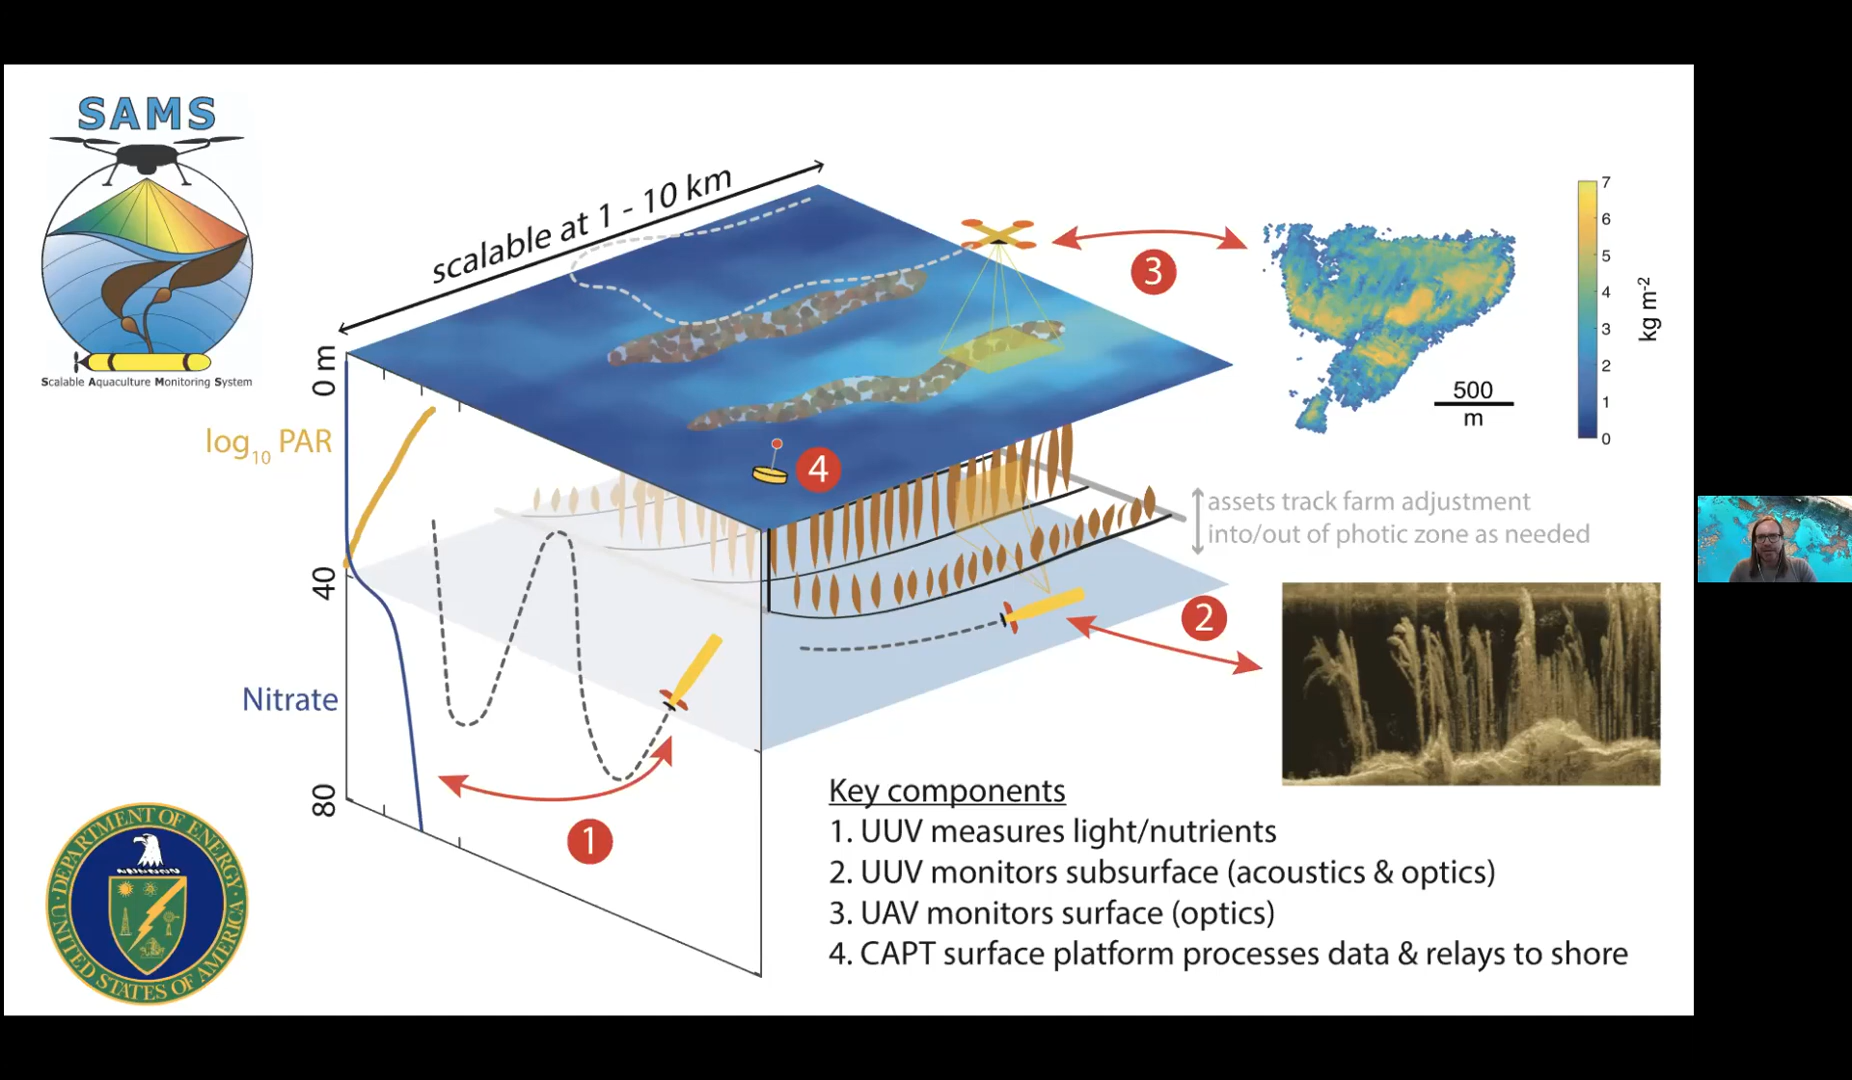 SAMS
Scalable Aquaculture Monitoring System
scalable at 1 - 10 km
0 m
40
80
log10 PAR
Nitrate
1
2
3
4
7
6
5
4
3
2
1
0
kg m-2
500
m
assets track farm adjustment
into/out of photic zone as needed
Key components
1. UUV measures light/nutrients
2. UUV monitors subsurface (acoustics & optics)
3. UAV monitors surface (optics)
4. CAPT surface platform processes data & relays to shore
DEPARTMENT OF ENERGY
UNITED STATES OF AMERICA